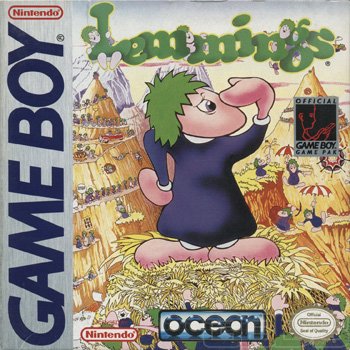 Nintendo
GAME BOY
®
Lemmings
®
OFFICIAL
GAME BOY
GAME PAK
Nintendo
ocean
Official
Nintendo
Seal of Quality